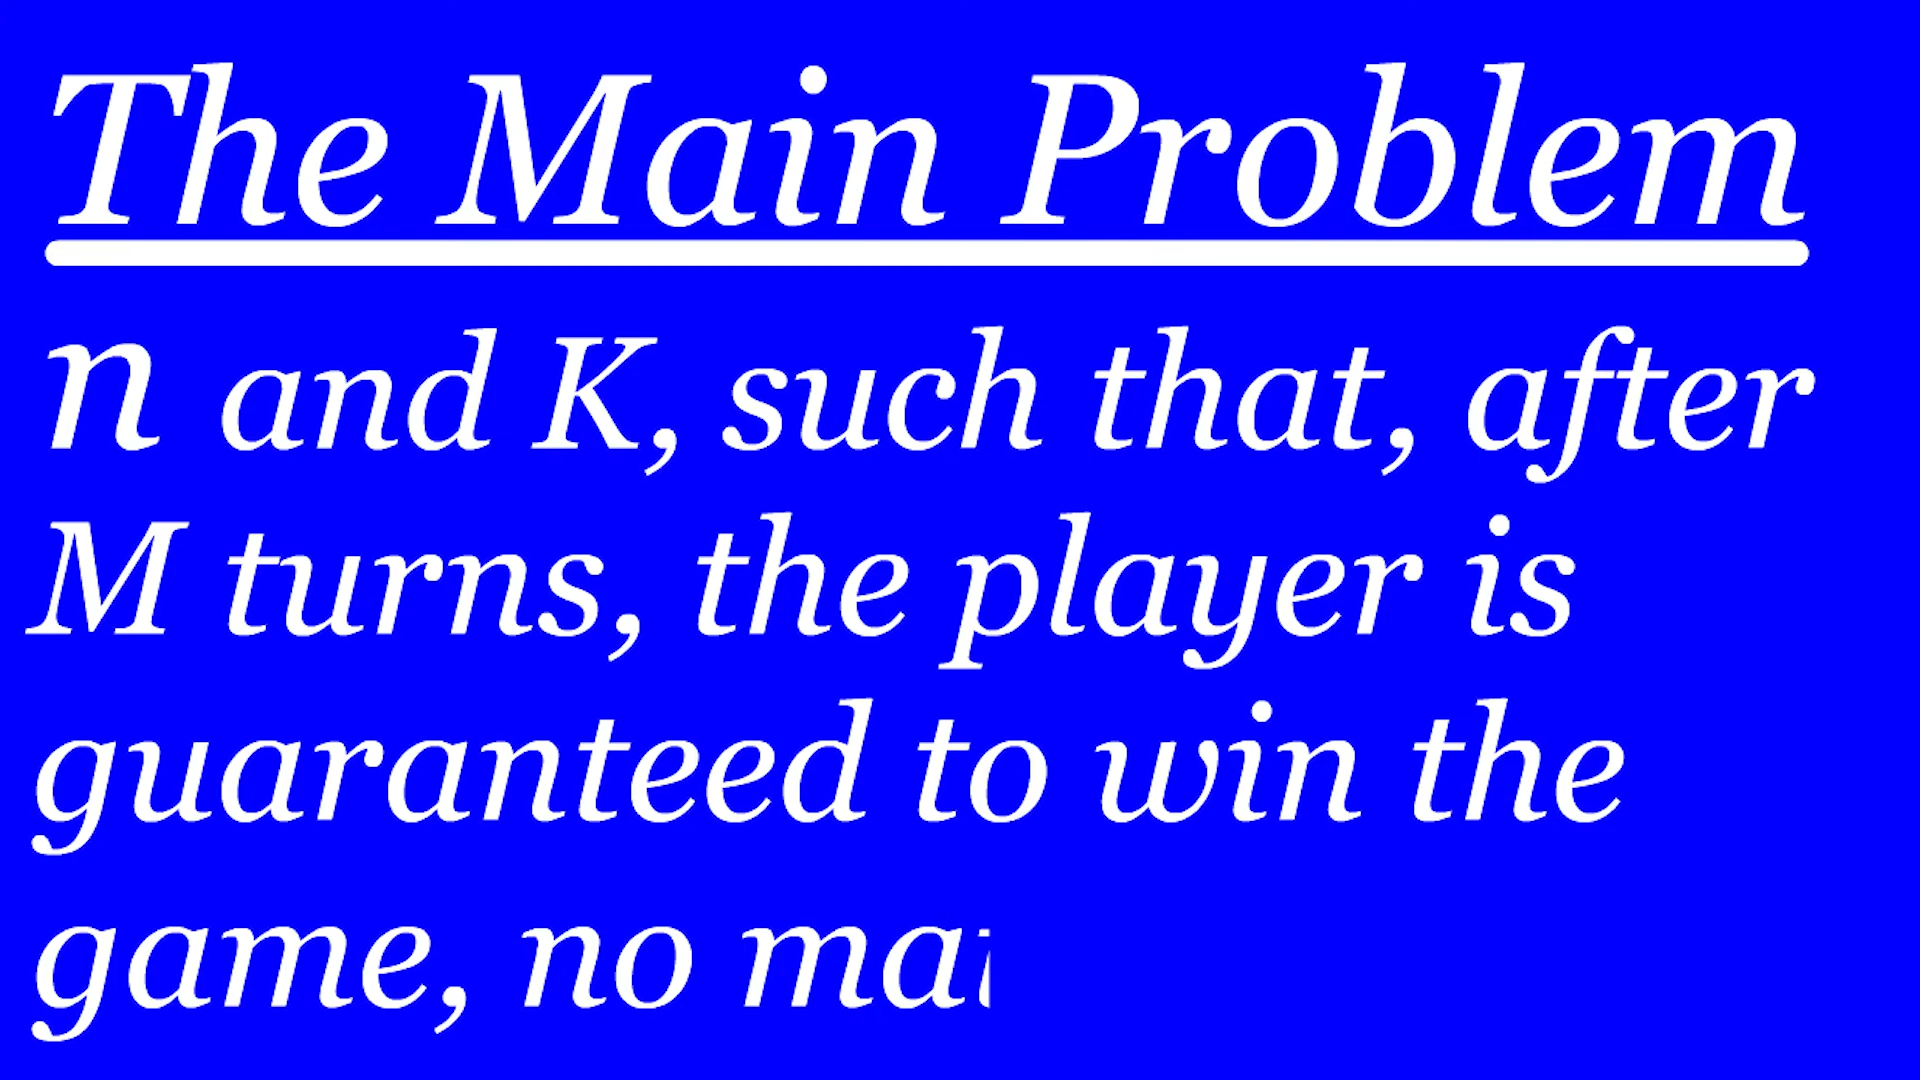 The Main Problem
n and K, such that, after
M turns, the player is
guaranteed to win the
game, no